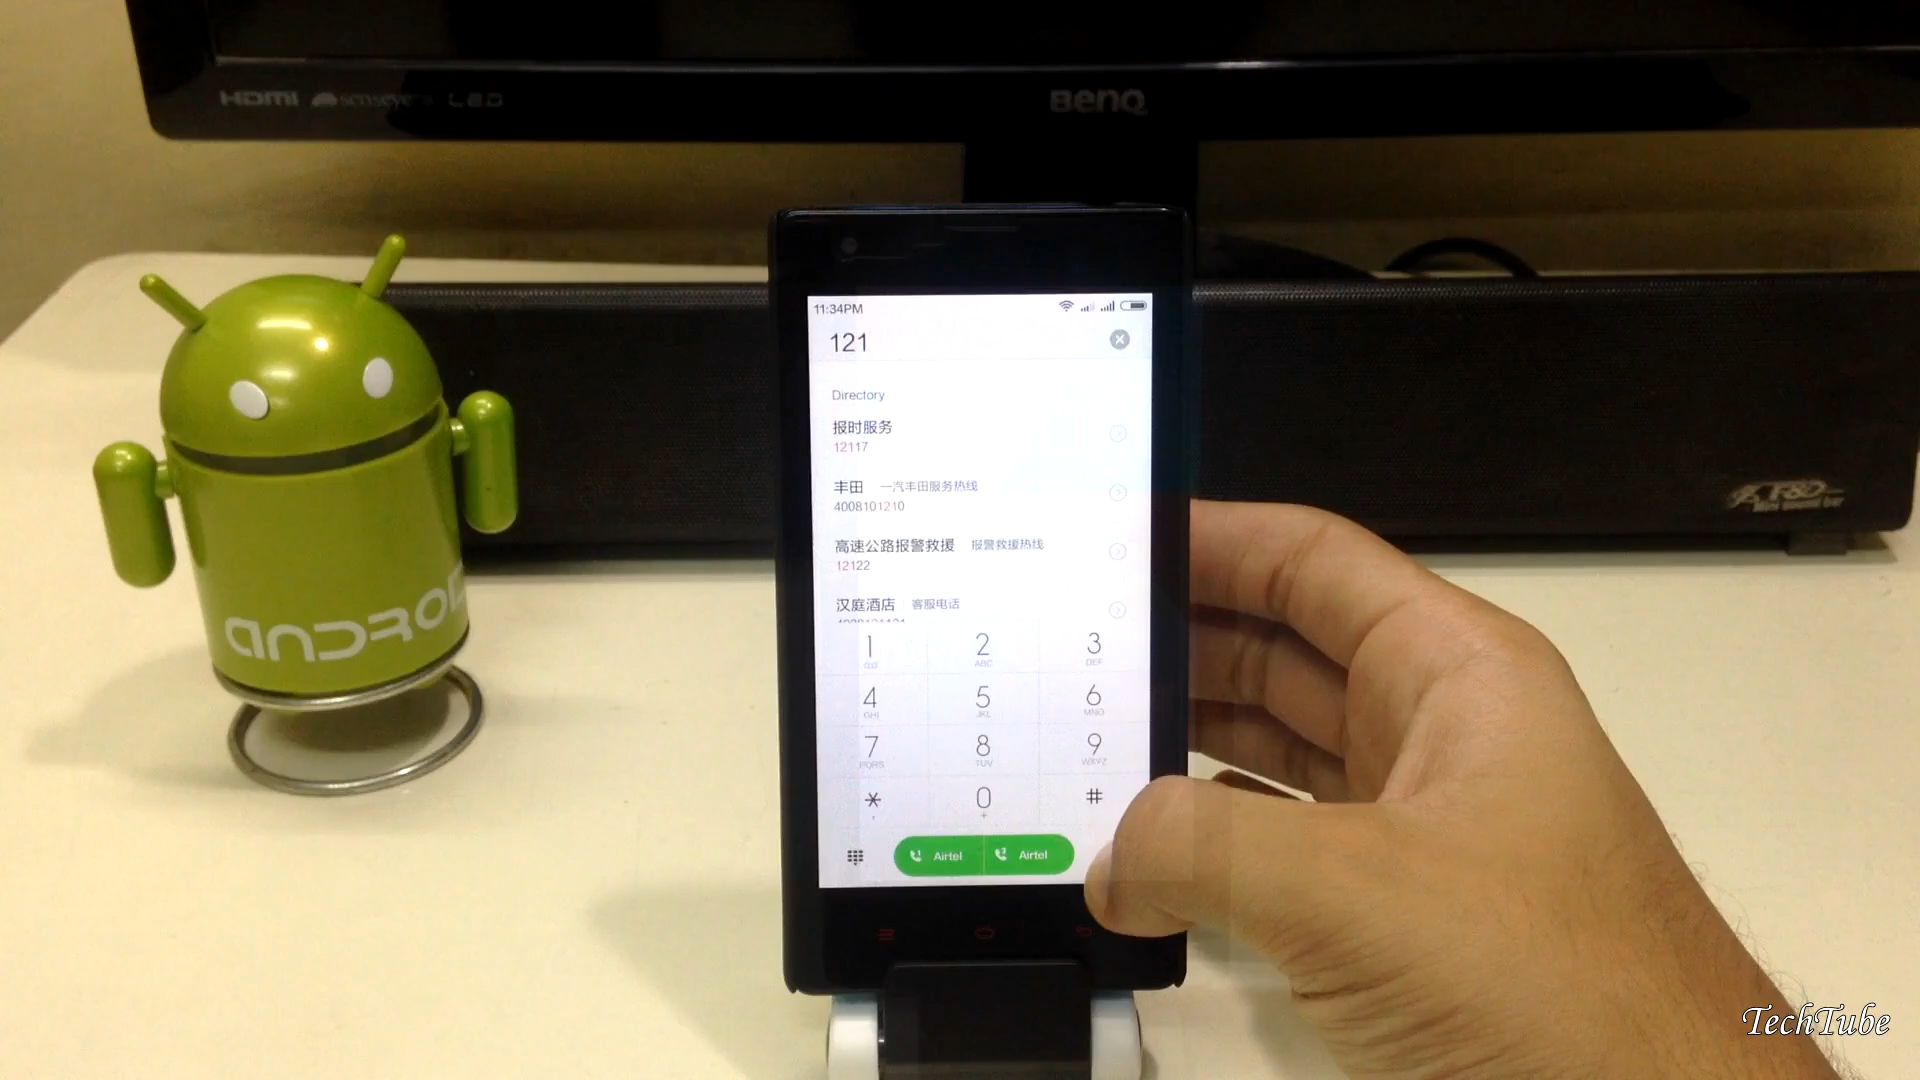 HDMI senseye LED
BenQ
11:34PM
121
Directory
报时服务
12117
丰田 一汽丰田服务热线
4008101210
高速公路报警救援 报警救援热线
12122
汉庭酒店 客服电话
1 2 3
ABC DEF
4 5 6
GHI JKL MNO
7 8 9
PQRS TUV WXYZ
* 0 #
, +
1 Airtel 2 Airtel
ANDROID
F&D
TechTube